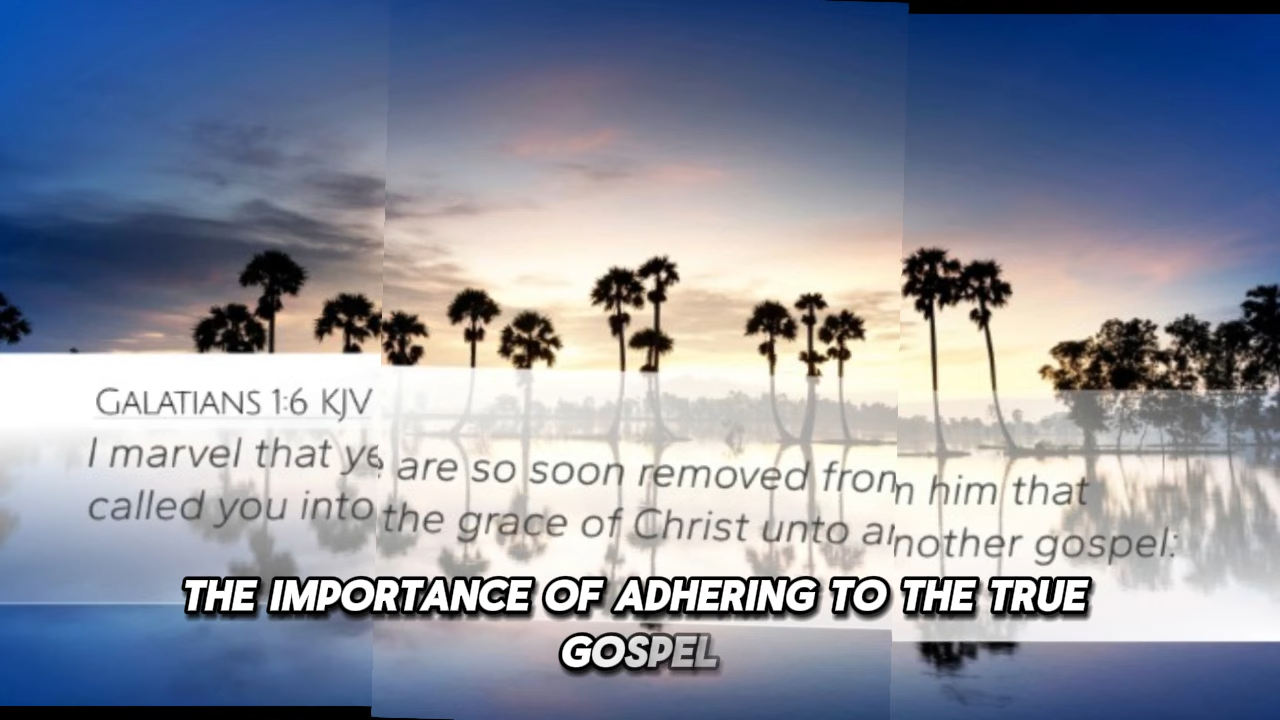 GALATIANS 1:6 KJV
I marvel that ye are so soon removed from him that
called you into the grace of Christ unto another gospel:
THE IMPORTANCE OF ADHERING TO THE TRUE
GOSPEL